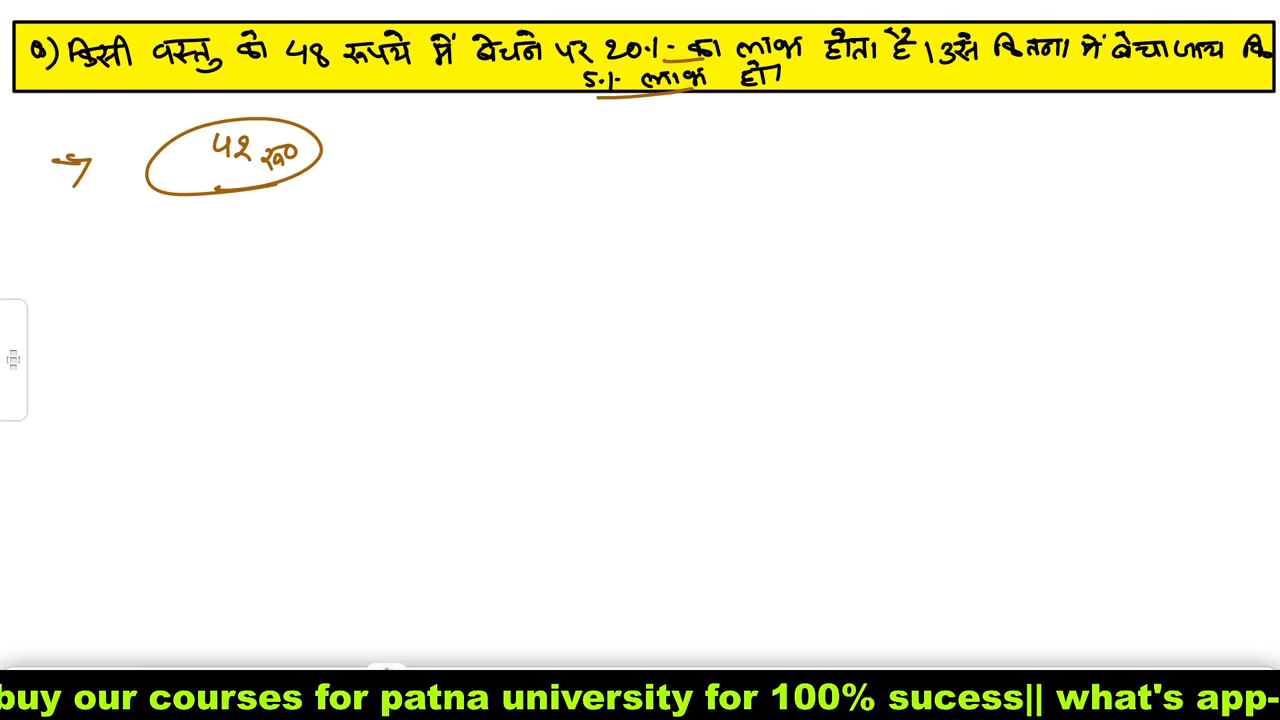 Q) किसी वस्तु को 48 रूपये में बेचने पर 20% का लाभ होता है। उसे कितना में बेचा जाय कि
5% लाभ हो
→ 42 रू०
buy our courses for patna university for 100% sucess|| what's app-